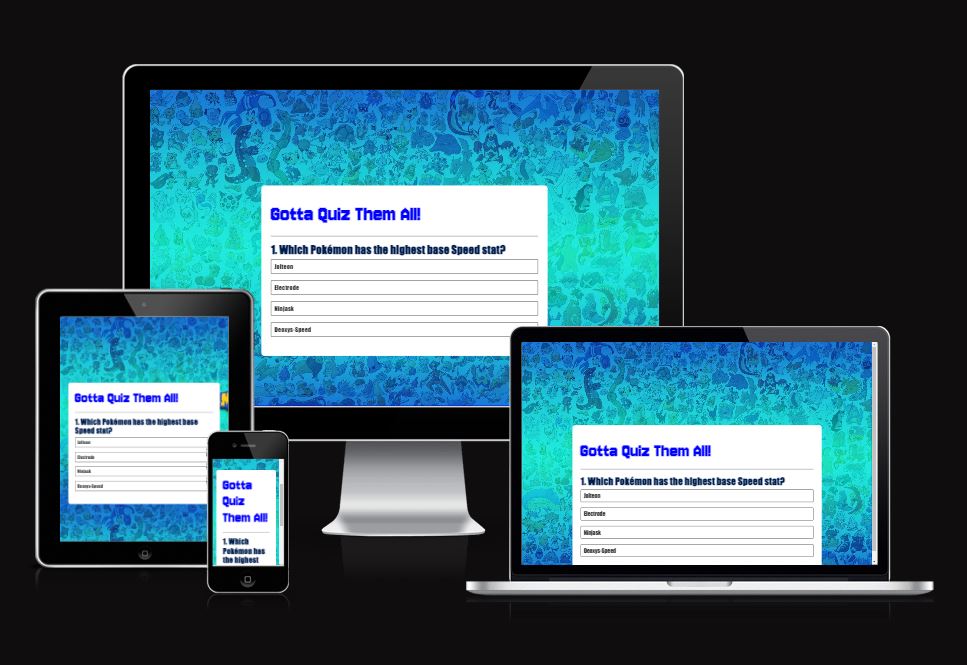 Gotta Quiz Them All!
1. Which Pokémon has the highest base Speed stat?
Jolteon
Electrode
Ninjask
Deoxys-Speed
Gotta Quiz Them All!
1. Which Pokémon has the highest base
Speed stat?
Jolteon
Electrode
Ninjask
Deoxys-Speed
Gotta
Quiz
Them All!
1. Which
Pokémon has
the highest
Gotta Quiz Them All!
1. Which Pokémon has the highest base Speed stat?
Jolteon
Electrode
Ninjask
Deoxys-Speed